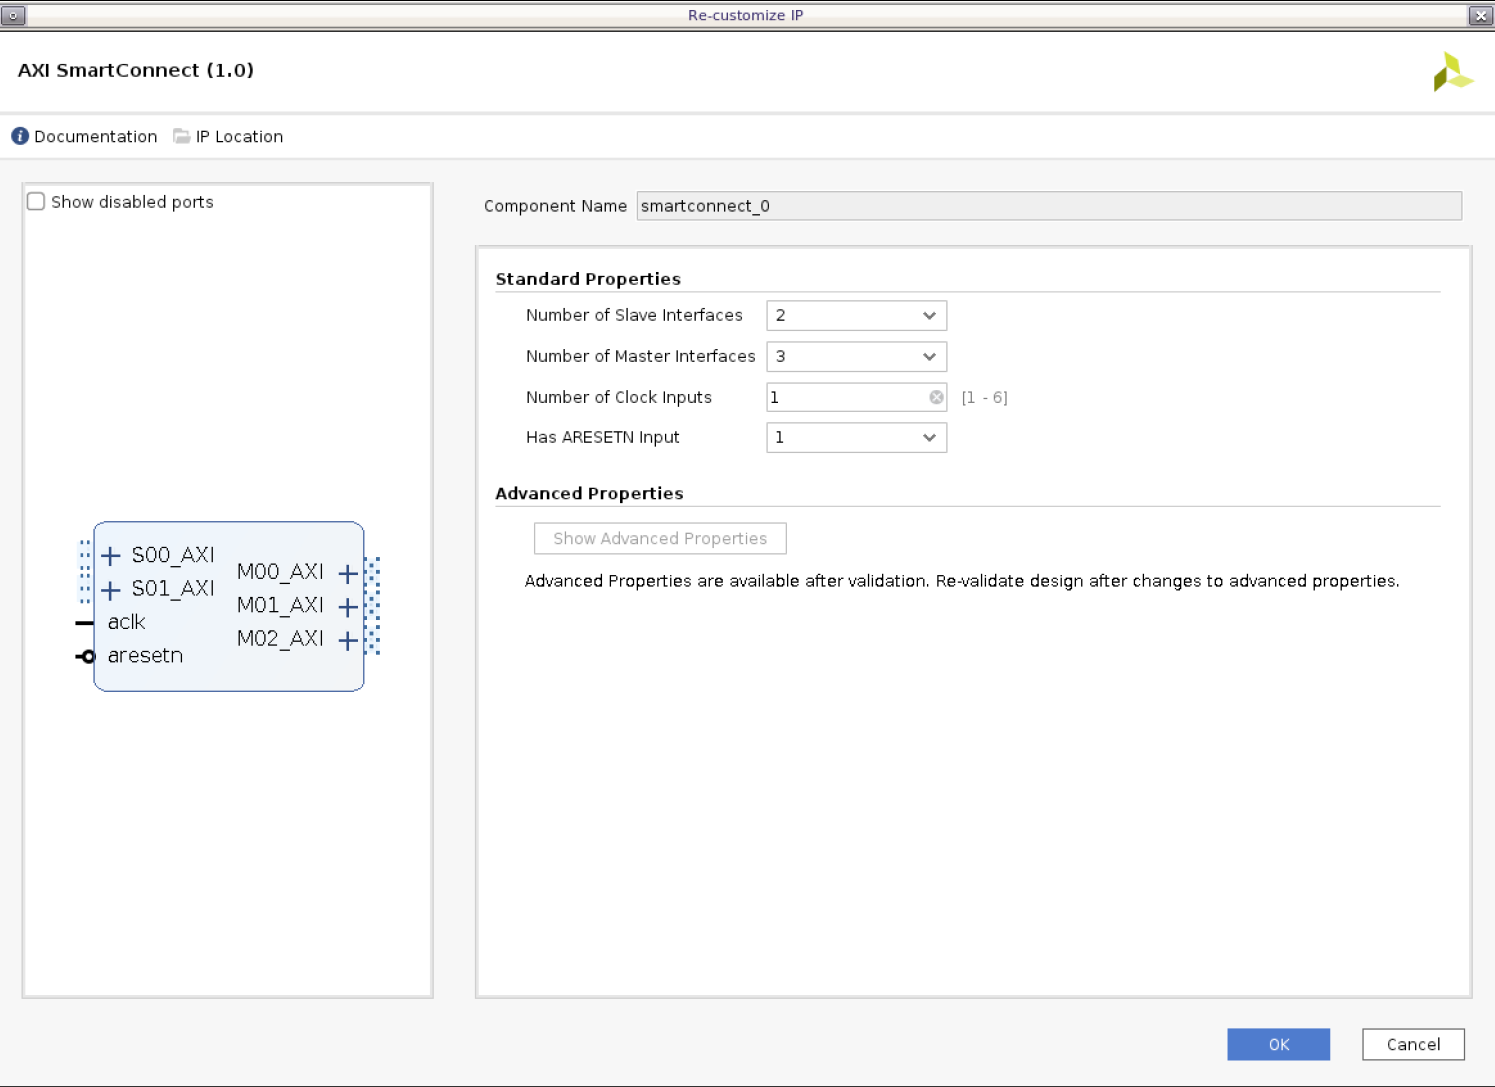 Re-customize IP
AXI SmartConnect (1.0)
Documentation IP Location
Show disabled ports
S00_AXI
S01_AXI
aclk
aresetn
M00_AXI
M01_AXI
M02_AXI
Component Name smartconnect_0
Standard Properties
Number of Slave Interfaces 2
Number of Master Interfaces 3
Number of Clock Inputs 1 [1 - 6]
Has ARESETN Input 1
Advanced Properties
Show Advanced Properties
Advanced Properties are available after validation. Re-validate design after changes to advanced properties.
OK Cancel